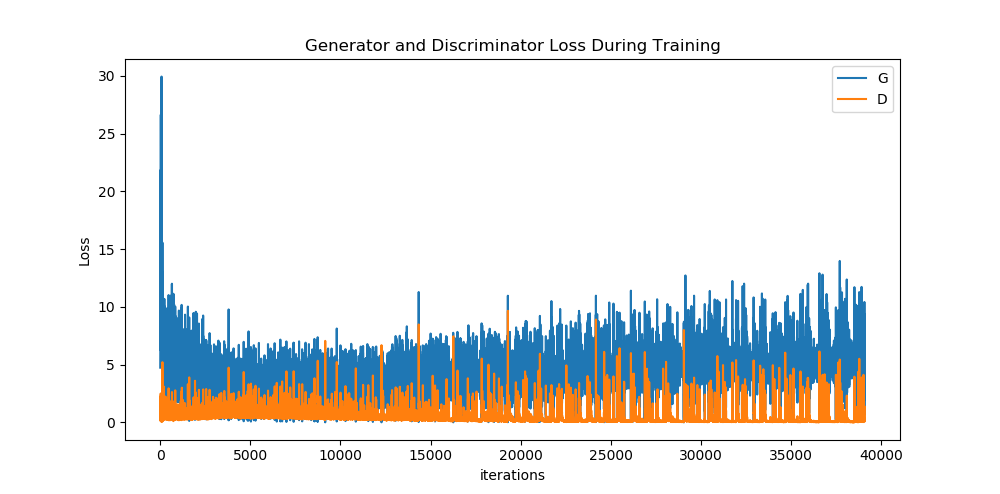 Generator and Discriminator Loss During Training
G
D
30
25
20
15
10
5
0
Loss
0 5000 10000 15000 20000 25000 30000 35000 40000
iterations